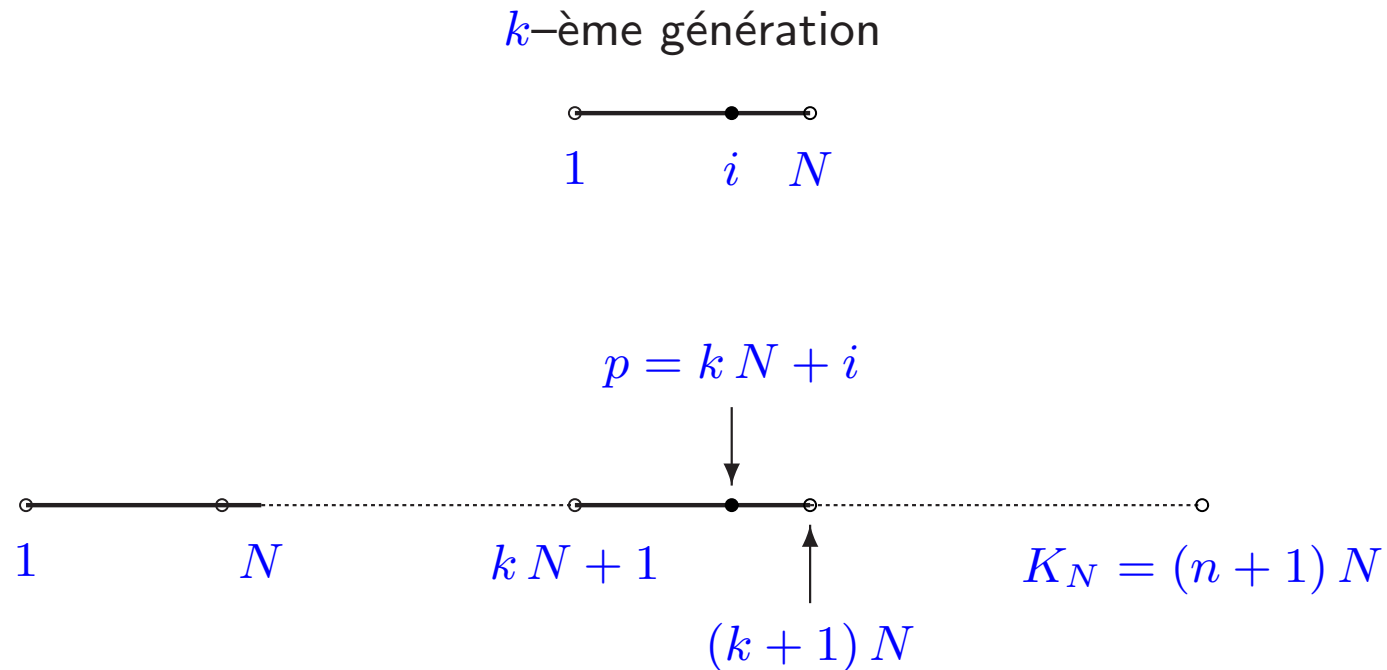 k–ème génération
1 i N
p = k N + i
1 N k N + 1 K_N = (n + 1) N
(k + 1) N